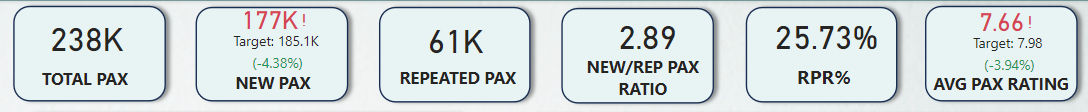 238K
TOTAL PAX
177K!
Target: 185.1K
(-4.38%)
NEW PAX
61K
REPEATED PAX
2.89
NEW/REP PAX
RATIO
25.73%
RPR%
7.66!
Target: 7.98
(-3.94%)
AVG PAX RATING